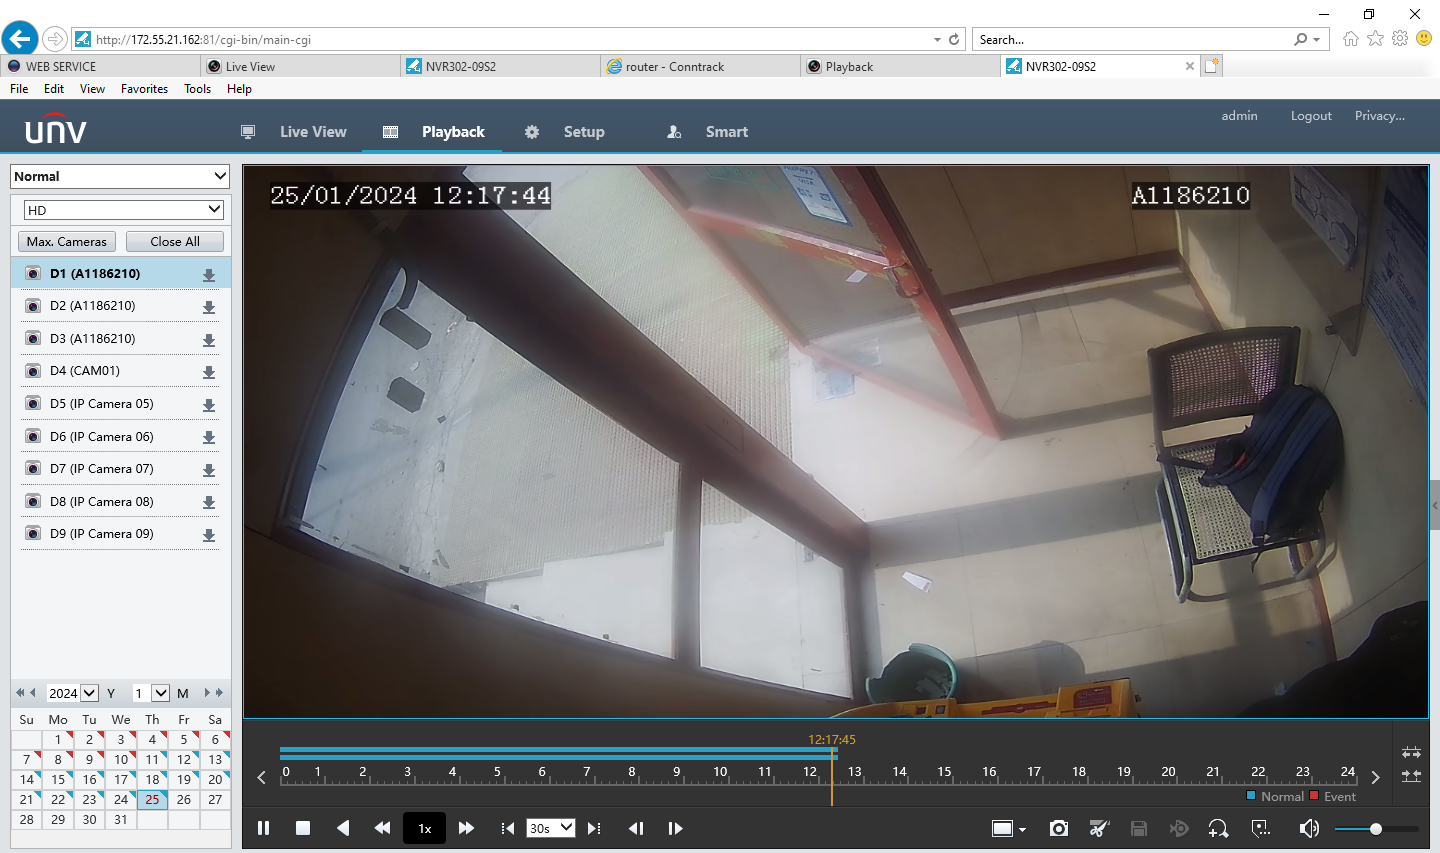 http://172.55.21.162:81/cgi-bin/main-cgi
Search...
WEB SERVICE
Live View
NVR302-09S2
router - Conntrack
Playback
NVR302-09S2
File Edit View Favorites Tools Help
unv
Live View
Playback
Setup
Smart
admin
Logout
Privacy...
Normal
HD
Max. Cameras
Close All
D1 (A1186210)
D2 (A1186210)
D3 (A1186210)
D4 (CAM01)
D5 (IP Camera 05)
D6 (IP Camera 06)
D7 (IP Camera 07)
D8 (IP Camera 08)
D9 (IP Camera 09)
2024 Y 1 M
Su Mo Tu We Th Fr Sa
1 2 3 4 5 6
7 8 9 10 11 12 13
14 15 16 17 18 19 20
21 22 23 24 25 26 27
28 29 30 31
25/01/2024 12:17:44
A1186210
12:17:45
0 1 2 3 4 5 6 7 8 9 10 11 12 13 14 15 16 17 18 19 20 21 22 23 24
Normal Event
1x
30s